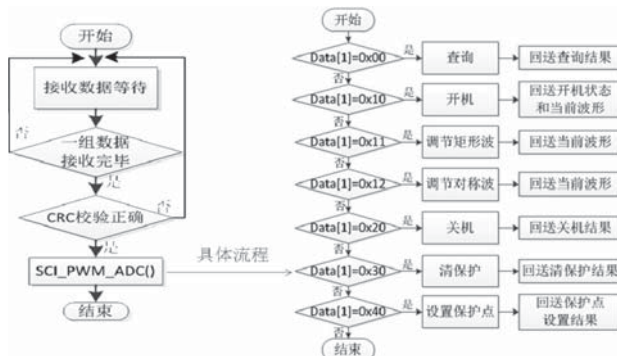 开始
接收数据等待
否
一组数据
接收完毕
是
否
CRC校验正确
是
SCI_PWM_ADC()
结束
具体流程
开始
Data[1]=0x00
是
查询
回送查询结果
否
Data[1]=0x10
是
开机
回送开机状态
和当前波形
否
Data[1]=0x11
是
调节矩形波
回送当前波形
否
Data[1]=0x12
是
调节对称波
回送当前波形
否
Data[1]=0x20
是
关机
回送关机结果
否
Data[1]=0x30
是
清保护
回送清保护结果
否
Data[1]=0x40
是
设置保护点
回送保护点
设置结果
否
结束